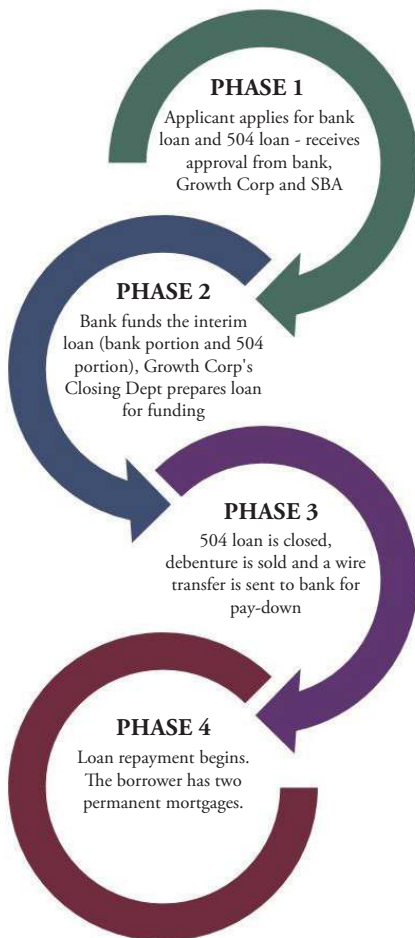 PHASE 1
Applicant applies for bank
loan and 504 loan - receives
approval from bank,
Growth Corp and SBA
PHASE 2
Bank funds the interim
loan (bank portion and 504
portion), Growth Corp's
Closing Dept prepares loan
for funding
PHASE 3
504 loan is closed,
debenture is sold and a wire
transfer is sent to bank for
pay-down
PHASE 4
Loan repayment begins.
The borrower has two
permanent mortgages.